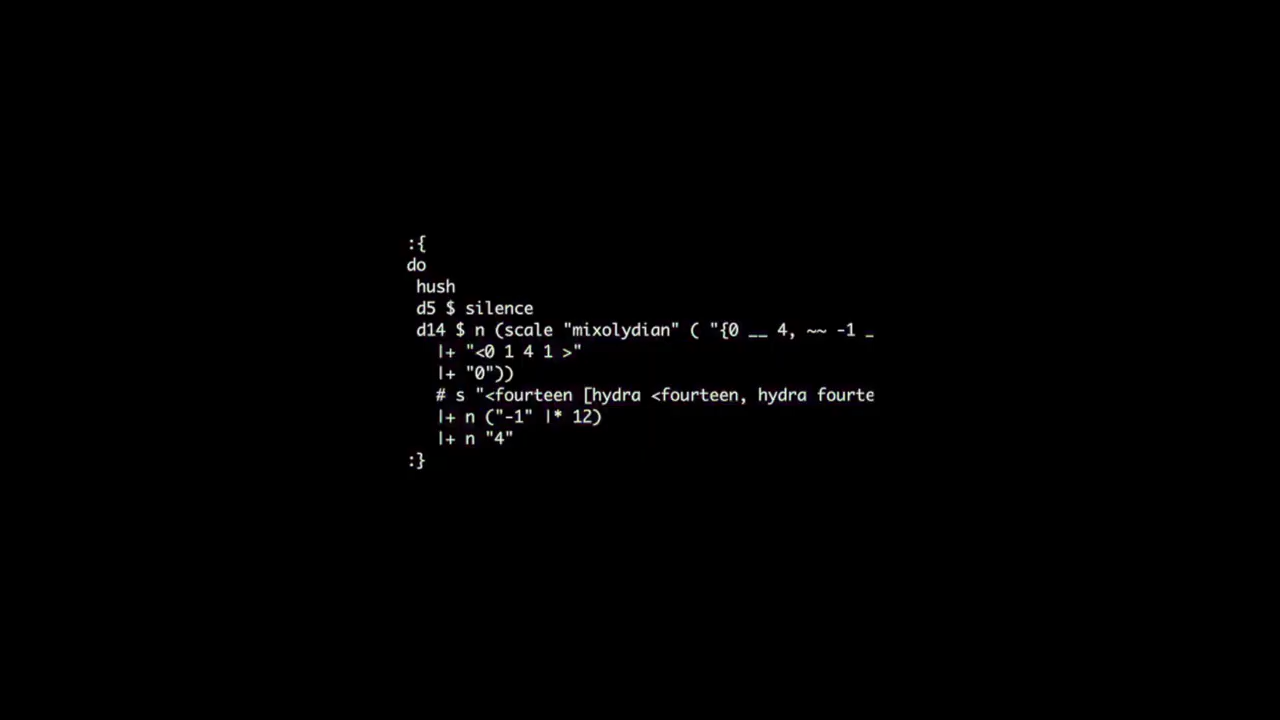 :{
do
hush
d5 $ silence
d14 $ n (scale "mixolydian" ( "{0 __ 4, ~~ -1 _
|+ "<0 1 4 1 >"
|+ "0"))
# s "<fourteen [hydra <fourteen, hydra fourte
|+ n ("-1" |* 12)
|+ n "4"
:}